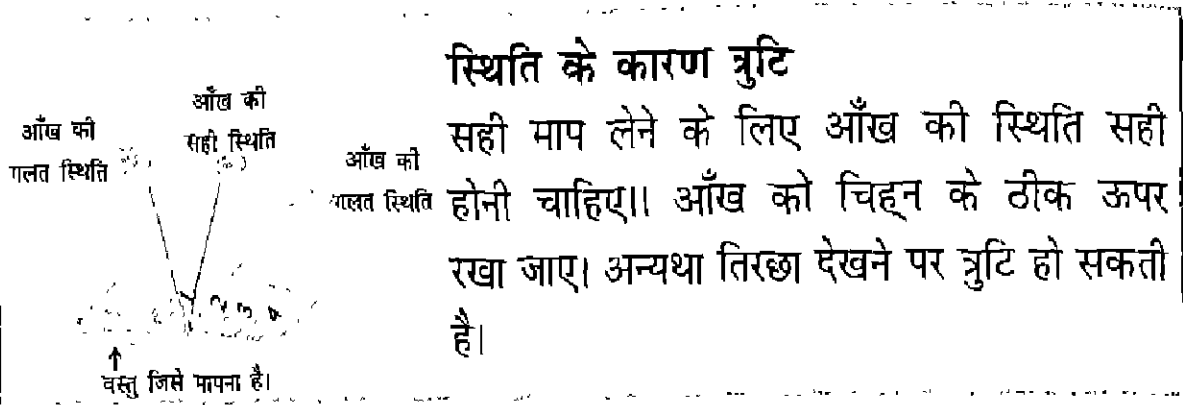 स्थिति के कारण त्रुटि
सही माप लेने के लिए आँख की स्थिति सही
होनी चाहिए।। आँख को चिह्न के ठीक ऊपर
रखा जाए। अन्यथा तिरछा देखने पर त्रुटि हो सकती
है।
आँख की
गलत स्थिति
आँख की
सही स्थिति
आँख की
गलत स्थिति
वस्तु जिसे मापना है।